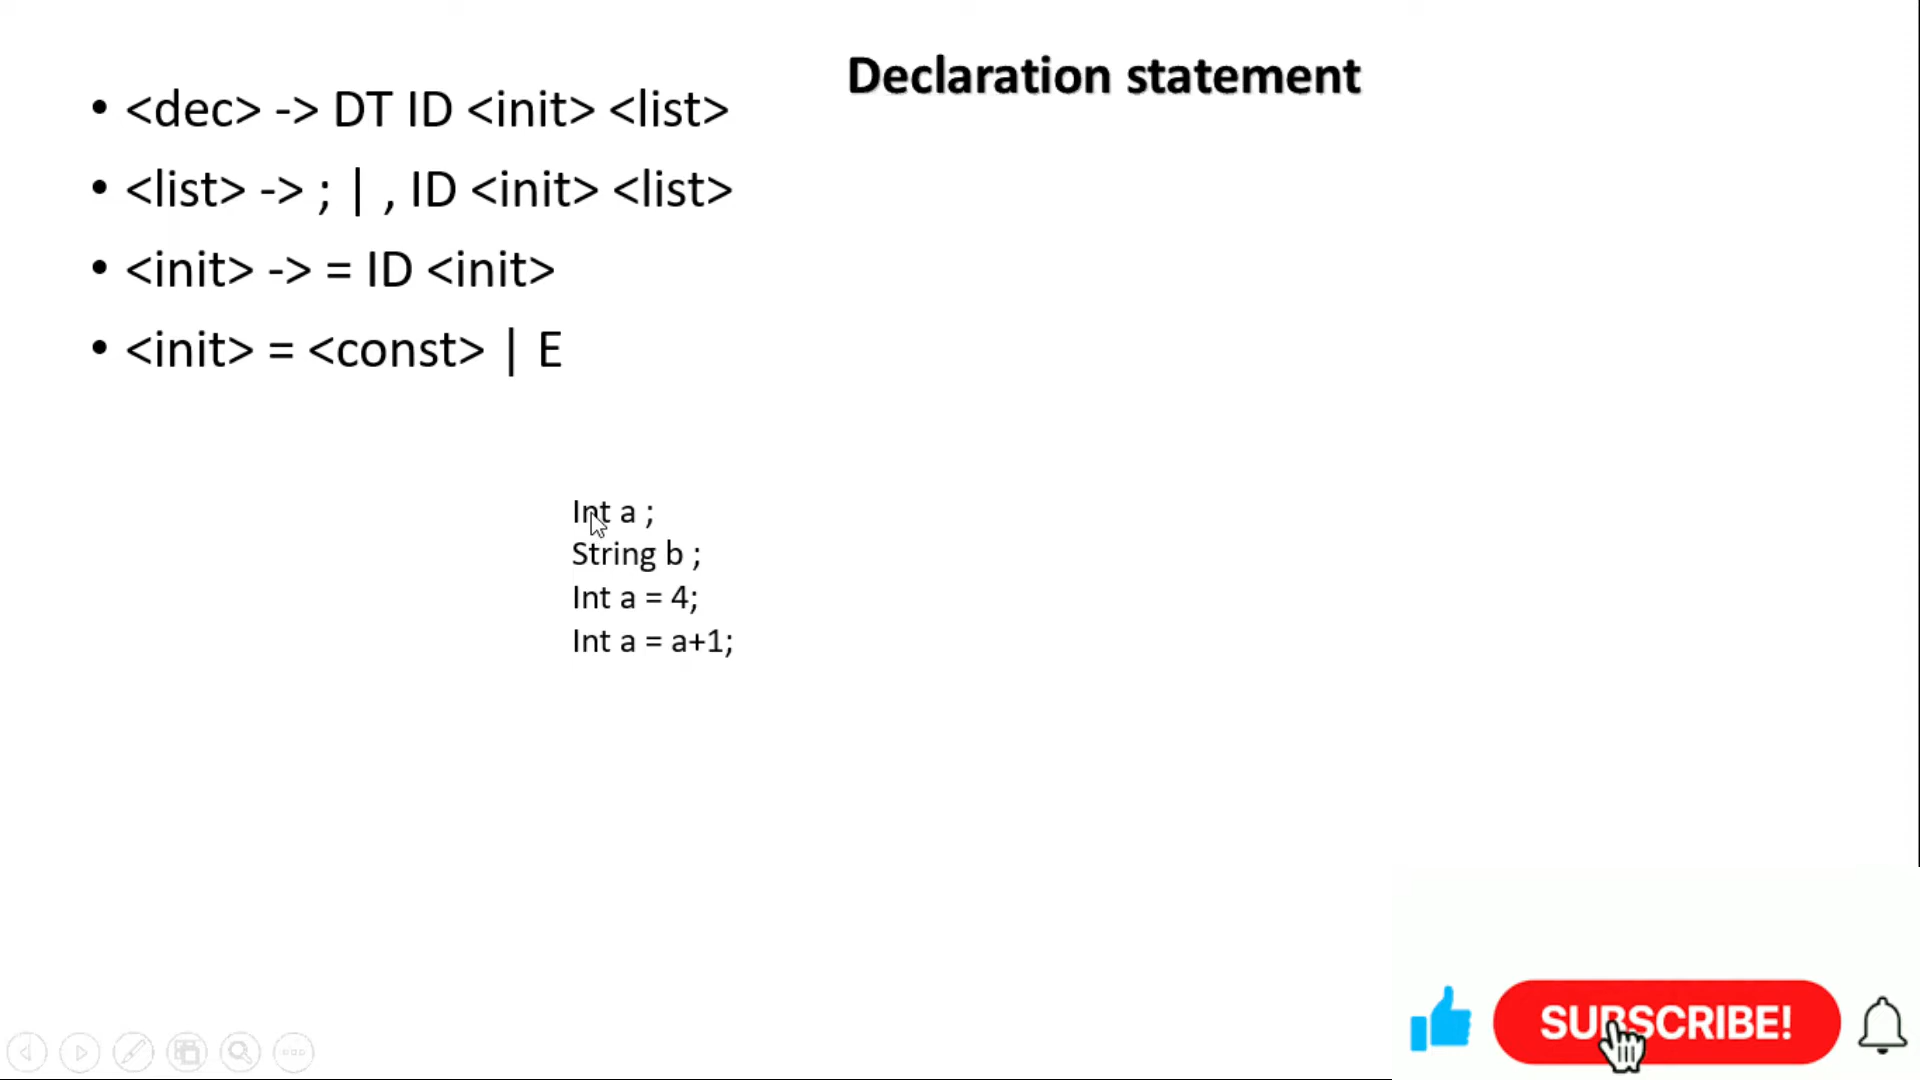 Declaration statement
• <dec> -> DT ID <init> <list>
• <list> -> ; | , ID <init> <list>
• <init> -> = ID <init>
• <init> = <const> | E
Int a ;
String b ;
Int a = 4;
Int a = a+1;
SUBSCRIBE!